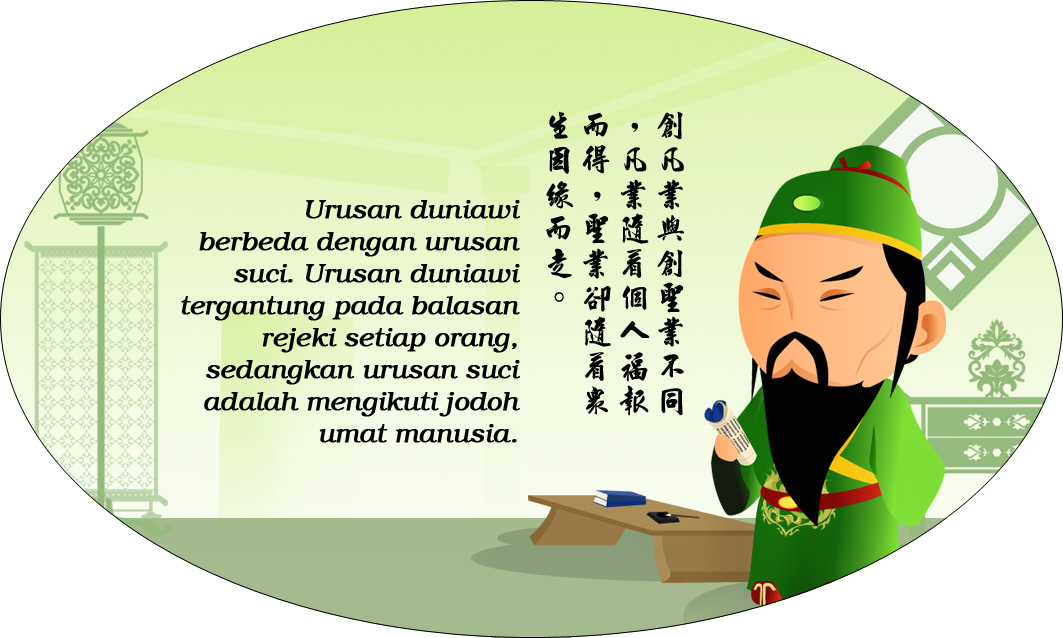 創凡業與創聖業不同
，凡業隨着個人福報
而得，聖業卻隨着眾
生因緣而走。
Urusan duniawi
berbeda dengan urusan
suci. Urusan duniawi
tergantung pada balasan
rejeki setiap orang,
sedangkan urusan suci
adalah mengikuti jodoh
umat manusia.